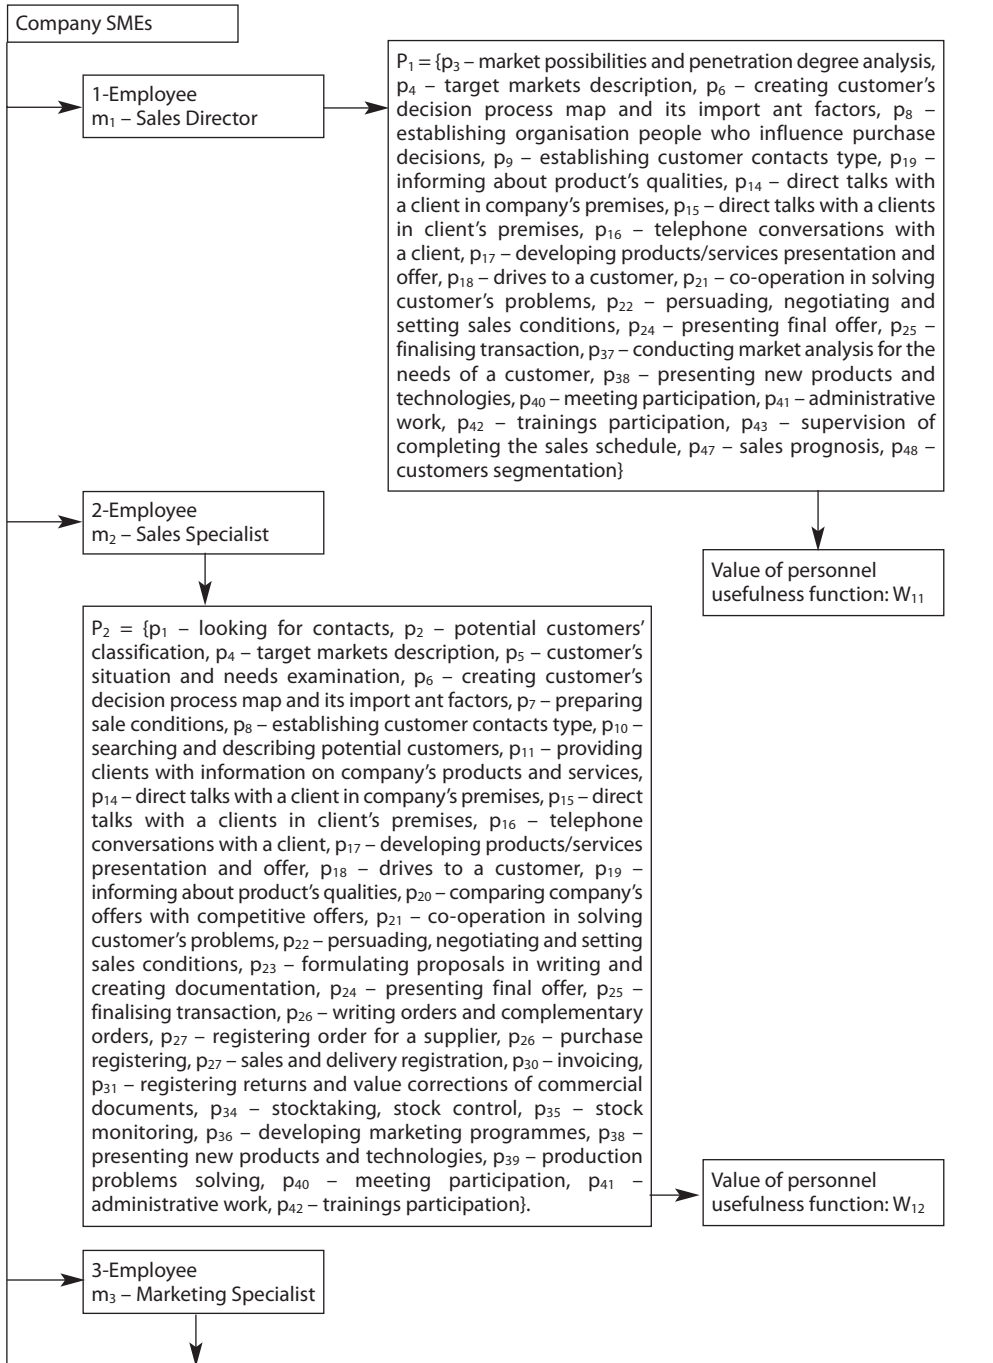 Company SMEs
1-Employee
m₁ – Sales Director
P₁ = {p₃ – market possibilities and penetration degree analysis,
p₄ – target markets description, p₆ – creating customer's
decision process map and its import ant factors, p₈ –
establishing organisation people who influence purchase
decisions, p₉ – establishing customer contacts type, p₁₉ –
informing about product's qualities, p₁₄ – direct talks with
a client in company's premises, p₁₅ – direct talks with a clients
in client's premises, p₁₆ – telephone conversations with
a client, p₁₇ – developing products/services presentation and
offer, p₁₈ – drives to a customer, p₂₁ – co-operation in solving
customer's problems, p₂₂ – persuading, negotiating and
setting sales conditions, p₂₄ – presenting final offer, p₂₅ –
finalising transaction, p₃₇ – conducting market analysis for the
needs of a customer, p₃₈ – presenting new products and
technologies, p₄₀ – meeting participation, p₄₁ – administrative
work, p₄₂ – trainings participation, p₄₃ – supervision of
completing the sales schedule, p₄₇ – sales prognosis, p₄₈ –
customers segmentation}
2-Employee
m₂ – Sales Specialist
Value of personnel
usefulness function: W₁₁
P₂ = {p₁ – looking for contacts, p₂ – potential customers'
classification, p₄ – target markets description, p₅ – customer's
situation and needs examination, p₆ – creating customer's
decision process map and its import ant factors, p₇ – preparing
sale conditions, p₈ – establishing customer contacts type, p₁₀ –
searching and describing potential customers, p₁₁ – providing
clients with information on company's products and services,
p₁₄ – direct talks with a client in company's premises, p₁₅ – direct
talks with a clients in client's premises, p₁₆ – telephone
conversations with a client, p₁₇ – developing products/services
presentation and offer, p₁₈ – drives to a customer, p₁₉ –
informing about product's qualities, p₂₀ – comparing company's
offers with competitive offers, p₂₁ – co-operation in solving
customer's problems, p₂₂ – persuading, negotiating and setting
sales conditions, p₂₃ – formulating proposals in writing and
creating documentation, p₂₄ – presenting final offer, p₂₅ –
finalising transaction, p₂₆ – writing orders and complementary
orders, p₂₇ – registering order for a supplier, p₂₆ – purchase
registering, p₂₇ – sales and delivery registration, p₃₀ – invoicing,
p₃₁ – registering returns and value corrections of commercial
documents, p₃₄ – stocktaking, stock control, p₃₅ – stock
monitoring, p₃₆ – developing marketing programmes, p₃₈ –
presenting new products and technologies, p₃₉ – production
problems solving, p₄₀ – meeting participation, p₄₁ –
administrative work, p₄₂ – trainings participation}.
Value of personnel
usefulness function: W₁₂
3-Employee
m₃ – Marketing Specialist